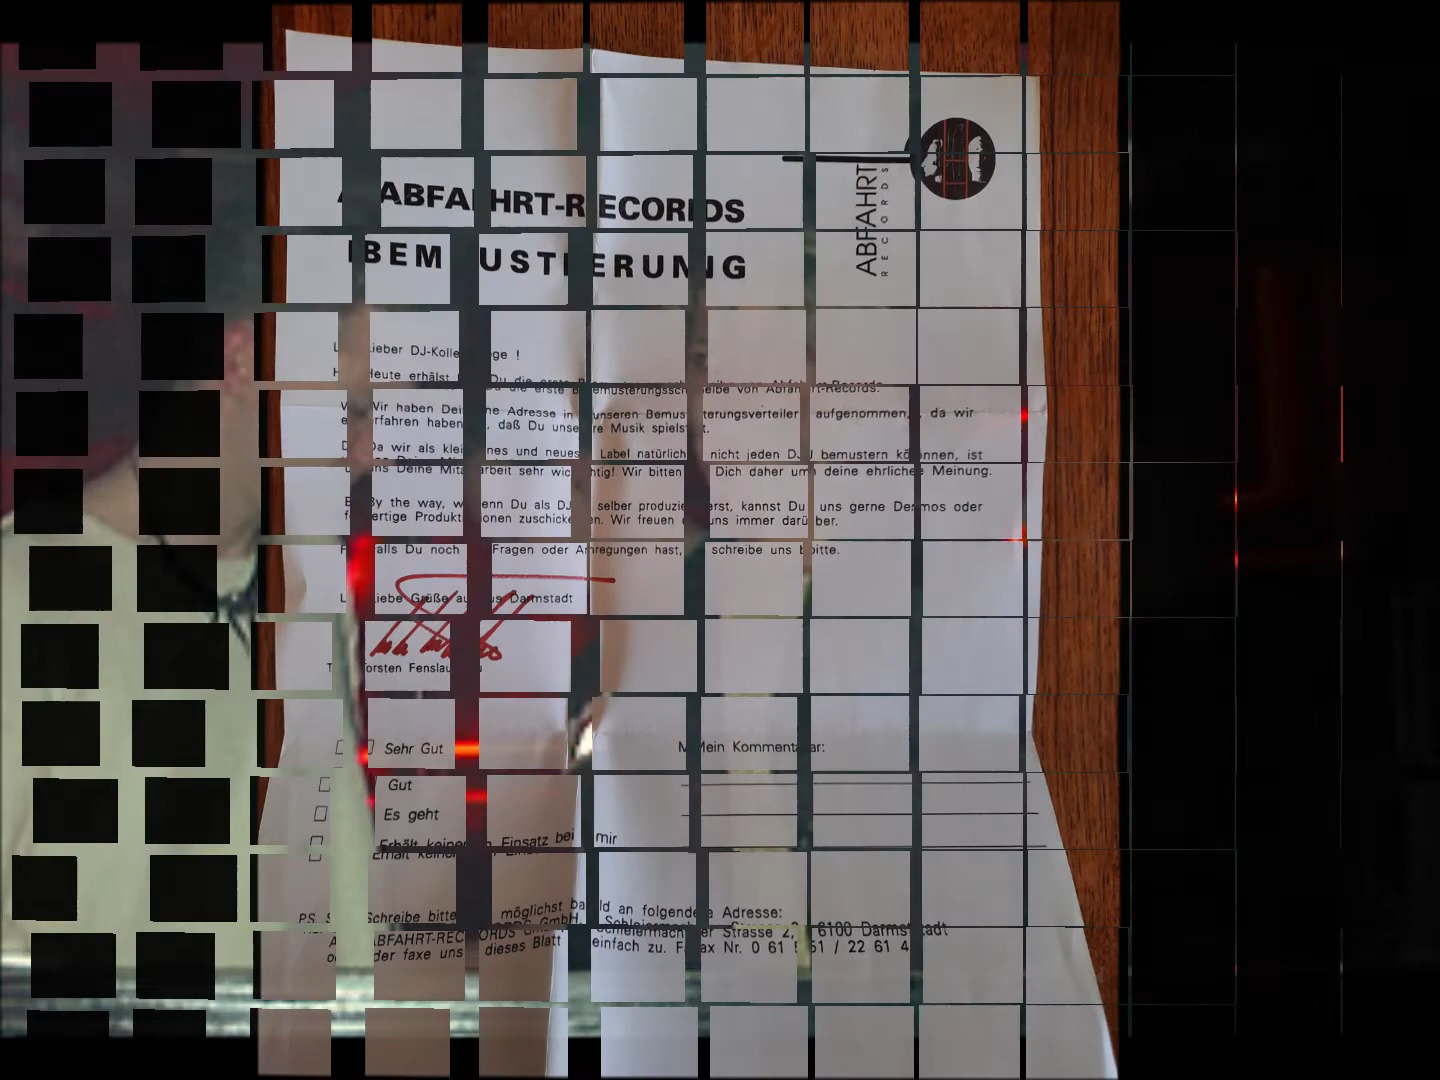 ABFAHRT-RECORDS
BEMUSTERUNG
ABFAHRT
RECORDS
Lieber DJ-Kollege !
Heute erhälst Du die erste Bemusterungsscheibe von Abfahrt-Records.
Wir haben Deine Adresse in unseren Bemusterungsverteiler aufgenommen, da wir
erfahren haben, daß Du unsere Musik spielst.
Da wir als kleines und neues Label natürlich nicht jeden DJ bemustern können, ist
uns Deine Mitarbeit sehr wichtig! Wir bitten Dich daher um deine ehrliche Meinung.
By the way, wenn Du als DJ selber produzierst, kannst Du uns gerne Demos oder
fertige Produktionen zuschicken. Wir freuen uns immer darüber.
Falls Du noch Fragen oder Anregungen hast, schreibe uns bitte.
Liebe Grüße aus Darmstadt
Torsten Fenslau
Sehr Gut
Mein Kommentar:
Gut
Es geht
Erhält keinen Einsatz bei mir
P.S. Schreibe bitte möglichst bald an folgende Adresse:
ABFAHRT-RECORDS GmbH, Schleiermacher Strasse 2, 6100 Darmstadt
oder faxe uns dieses Blatt einfach zu. Fax Nr. 0 61 51 / 22 61 4